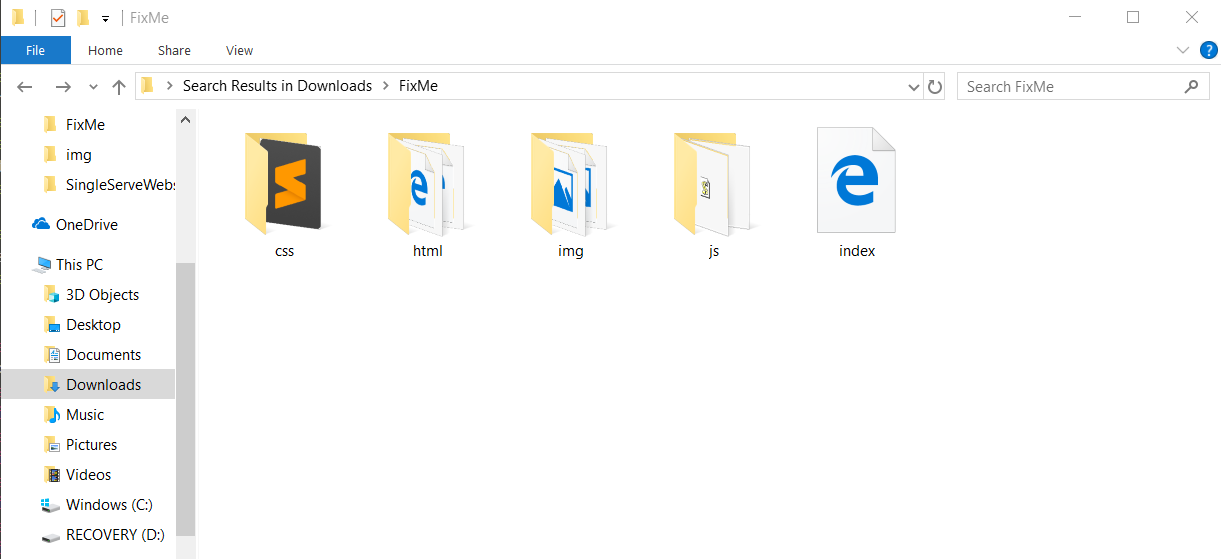 FixMe
File Home Share View
Search Results in Downloads FixMe
Search FixMe
FixMe
img
SingleServeWebs
OneDrive
This PC
3D Objects
Desktop
Documents
Downloads
Music
Pictures
Videos
Windows (C:)
RECOVERY (D:)
css html img js index